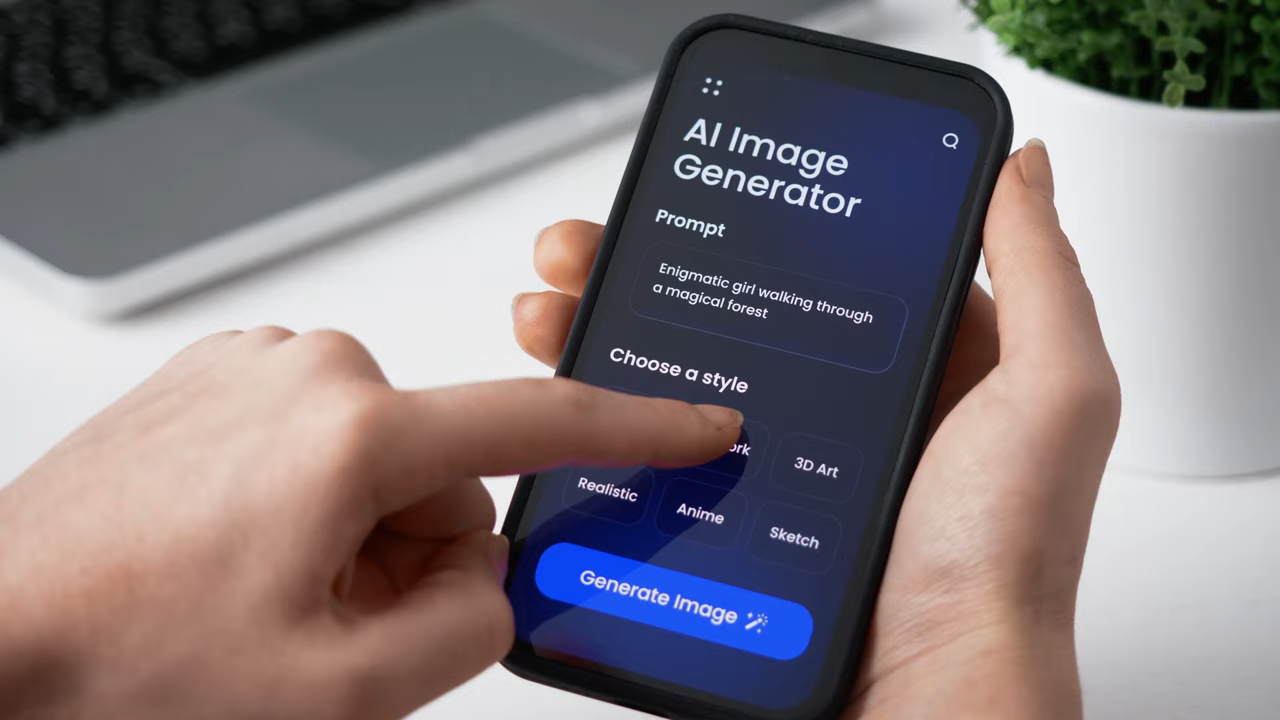 AI Image
Generator
Prompt
Enigmatic girl walking through
a magical forest
Choose a style
3D Art
Realistic
Anime
Sketch
Generate Image